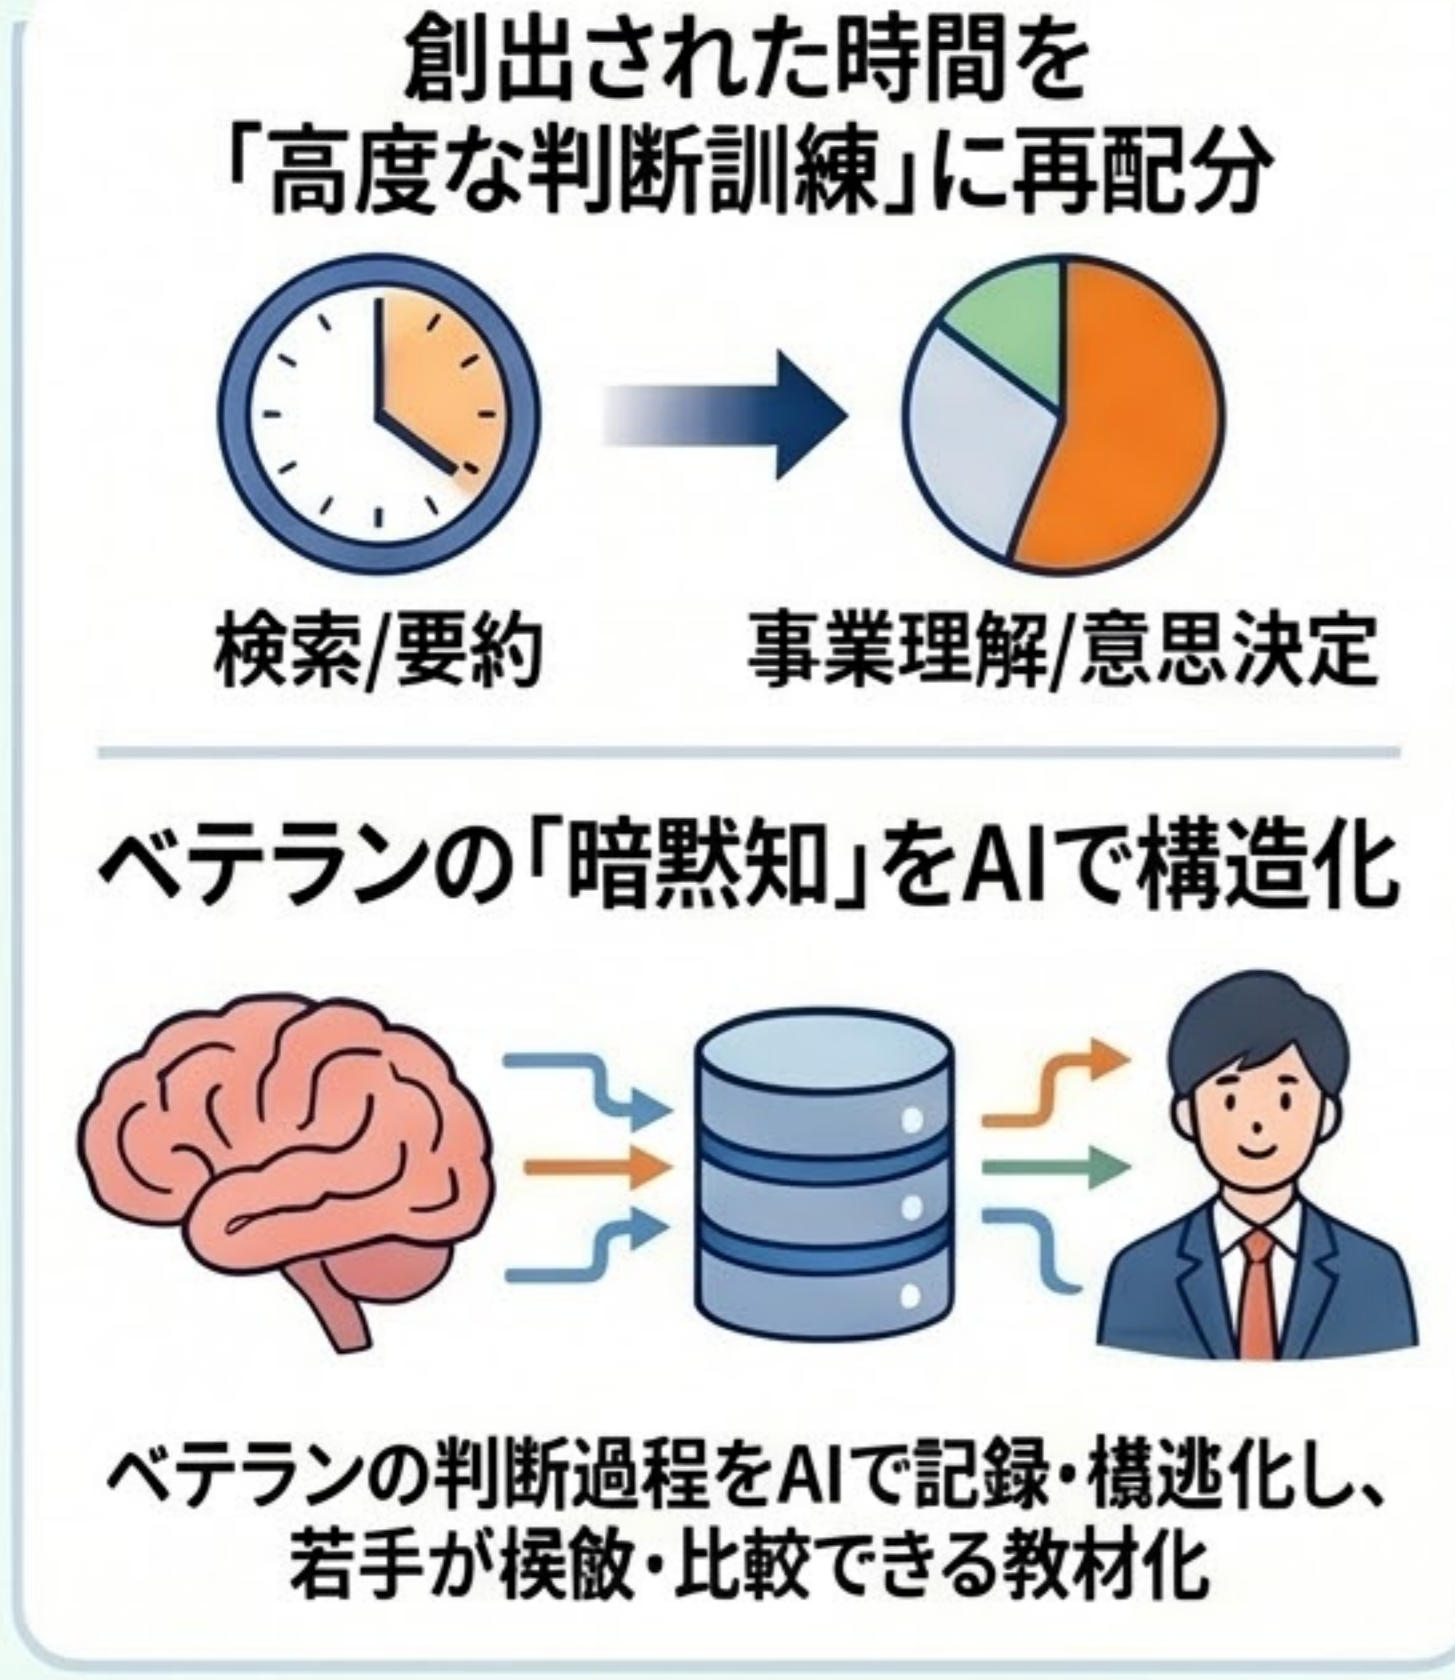 創出された時間を
「高度な判断訓練」に再配分
検索/要約
事業理解/意思決定
ベテランの「暗黙知」をAIで構造化
ベテランの判断過程をAIで記録・化し、
若手が・比較できる教材化